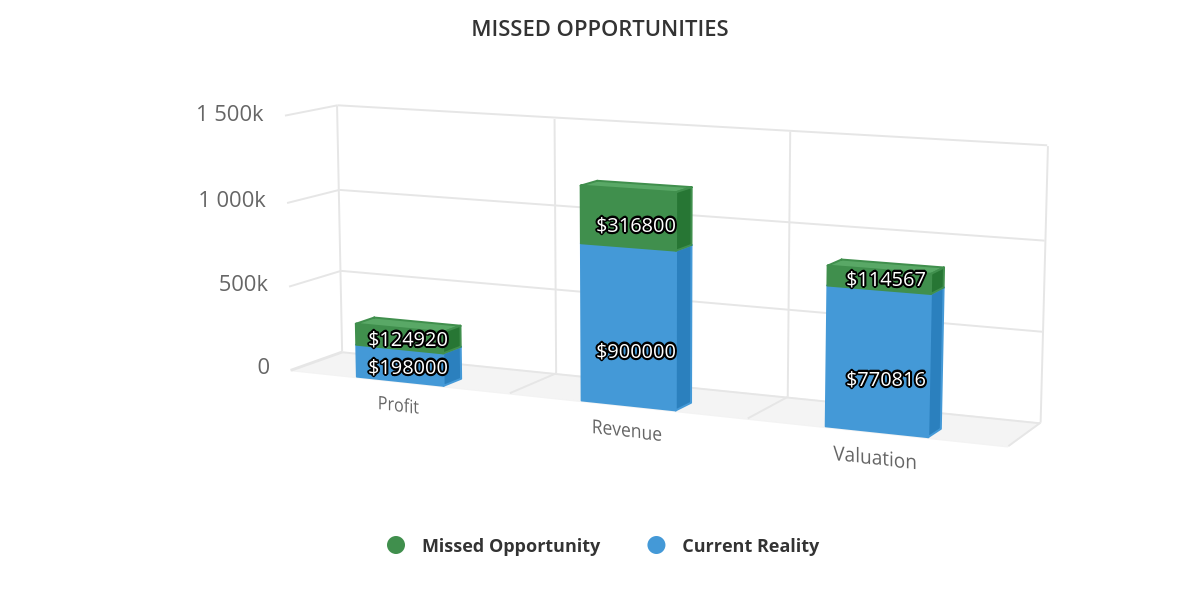 MISSED OPPORTUNITIES
1 500k
1 000k
500k
0
$316800
$114567
$124920
$900000
$198000
$770816
Profit
Revenue
Valuation
Missed Opportunity
Current Reality